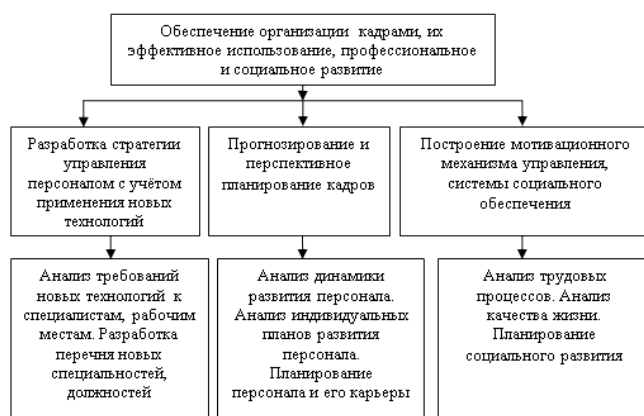 Обеспечение организации кадрами, их
эффективное использование, профессиональное
и социальное развитие
Разработка стратегии
управления
персоналом с учётом
применения новых
технологий
Прогнозирование и
перспективное
планирование кадров
Построение мотивационного
механизма управления,
системы социального
обеспечения
Анализ требований
новых технологий к
специалистам, рабочим
местам. Разработка
перечня новых
специальностей,
должностей
Анализ динамики
развития персонала.
Анализ индивидуальных
планов развития
персонала.
Планирование
персонала и его карьеры
Анализ трудовых
процессов. Анализ
качества жизни.
Планирование
социального развития